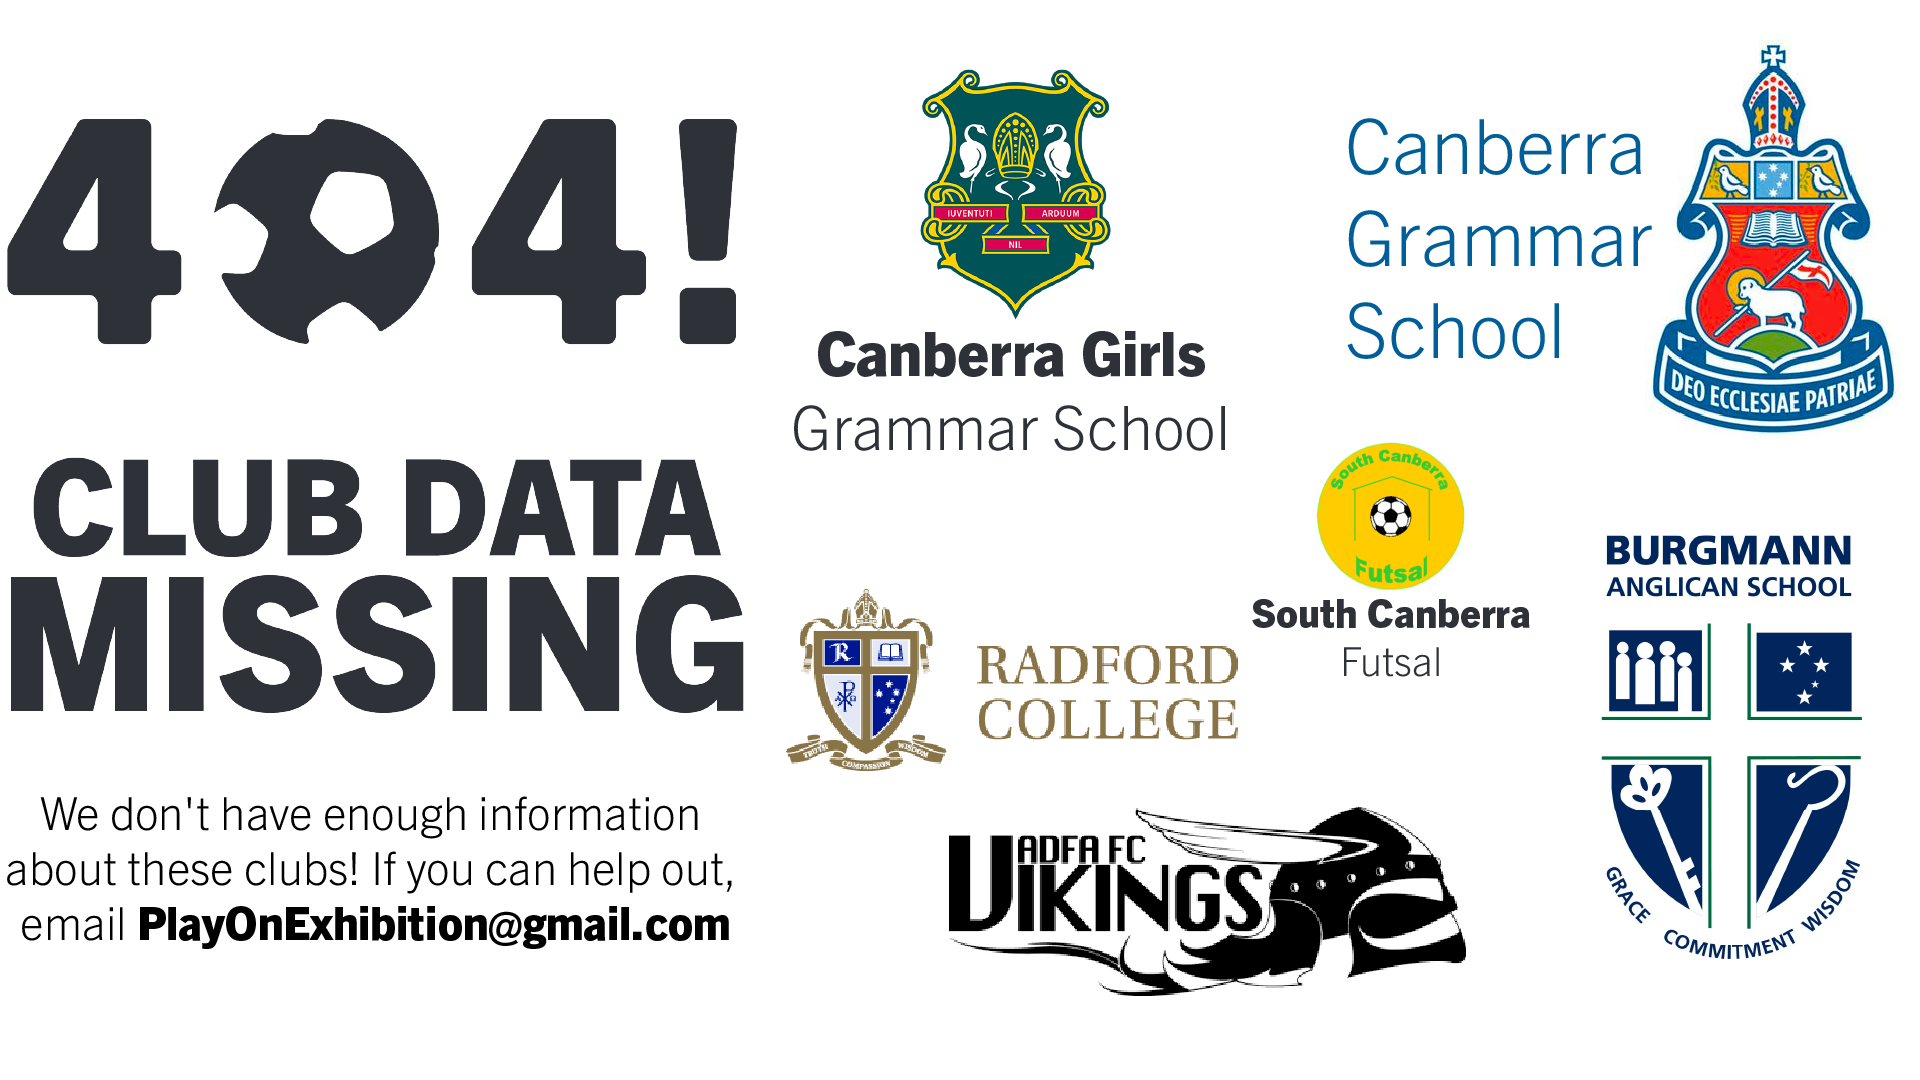 404!
CLUB DATA
MISSING
We don't have enough information
about these clubs! If you can help out,
email PlayOnExhibition@gmail.com
IUVENTUTI
ARDUUM
NIL
Canberra Girls
Grammar School
Canberra
Grammar
School
DEO ECCLESIAE PATRIAE
South Canberra
Futsal
South Canberra
Futsal
R
TRUTH
COMPASSION
WISDOM
RADFORD
COLLEGE
BURGMANN
ANGLICAN SCHOOL
GRACE
COMMITMENT
WISDOM
ADFA FC
VIKINGS